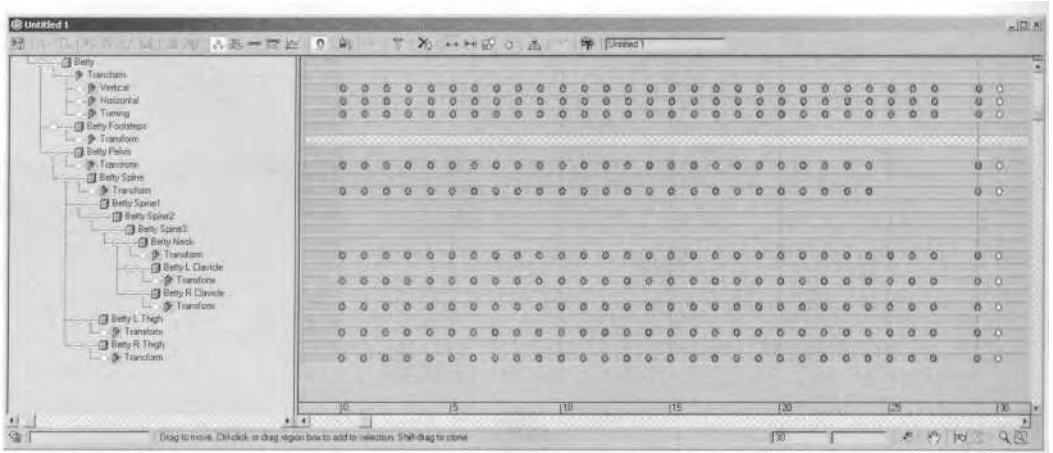 Untitled 1
Untitled 1
Betty
Transform
Vertical
Horizontal
Turning
Betty Footsteps
Transform
Betty Pelvis
Transform
Betty Spine
Transform
Betty Spine1
Betty Spine2
Betty Spine3
Betty Neck
Transform
Betty L Clavicle
Transform
Betty R Clavicle
Transform
Betty L Thigh
Transform
Betty R Thigh
Transform
0 5 10 15 20 25 30
Drag to move. Ctrl-click or drag region box to add to selection. Shift-drag to clone 30